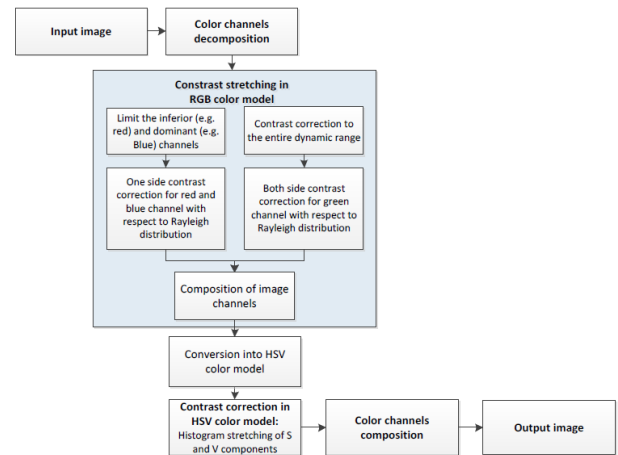 Input image
Color channels
decomposition
Constrast stretching in
RGB color model
Limit the inferior (e.g.
red) and dominant (e.g.
Blue) channels
Contrast correction to
the entire dynamic range
One side contrast
correction for red and
blue channel with
respect to Rayleigh
distribution
Both side contrast
correction for green
channel with respect to
Rayleigh distribution
Composition of image
channels
Conversion into HSV
color model
Contrast correction in
HSV color model:
Histogram stretching of S
and V components
Color channels
composition
Output image